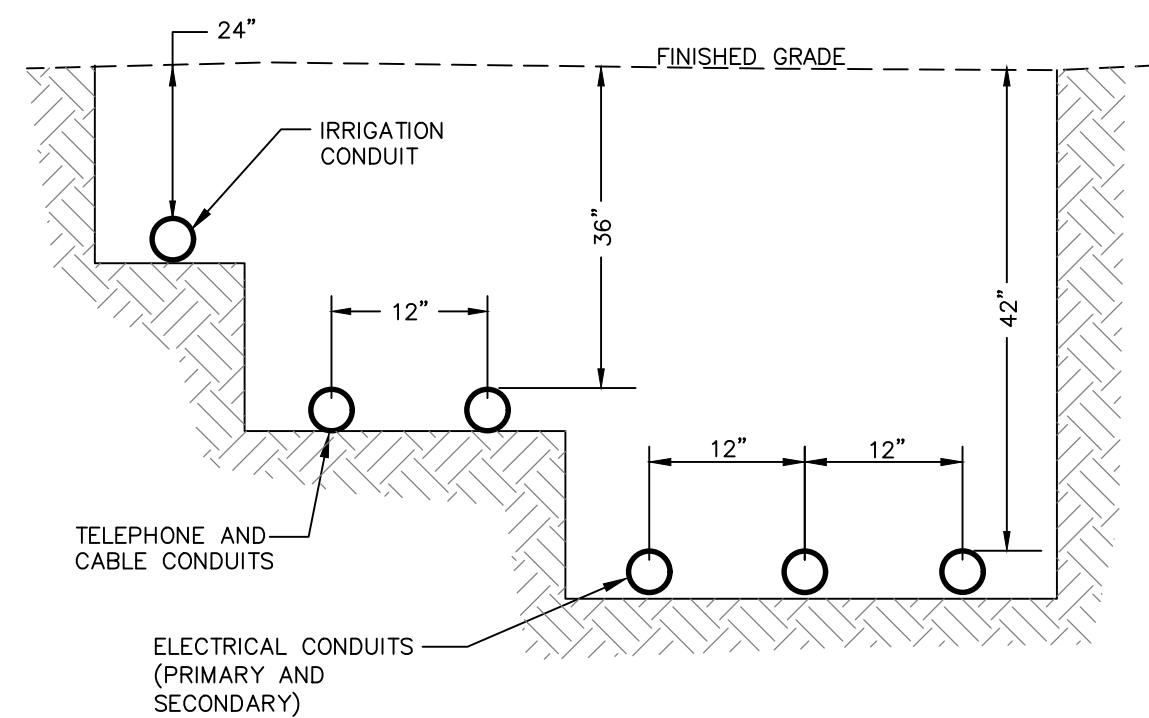 24”
FINISHED GRADE
IRRIGATION
CONDUIT
36”
12”
42”
12”
12”
TELEPHONE AND
CABLE CONDUITS
ELECTRICAL CONDUITS
(PRIMARY AND
SECONDARY)